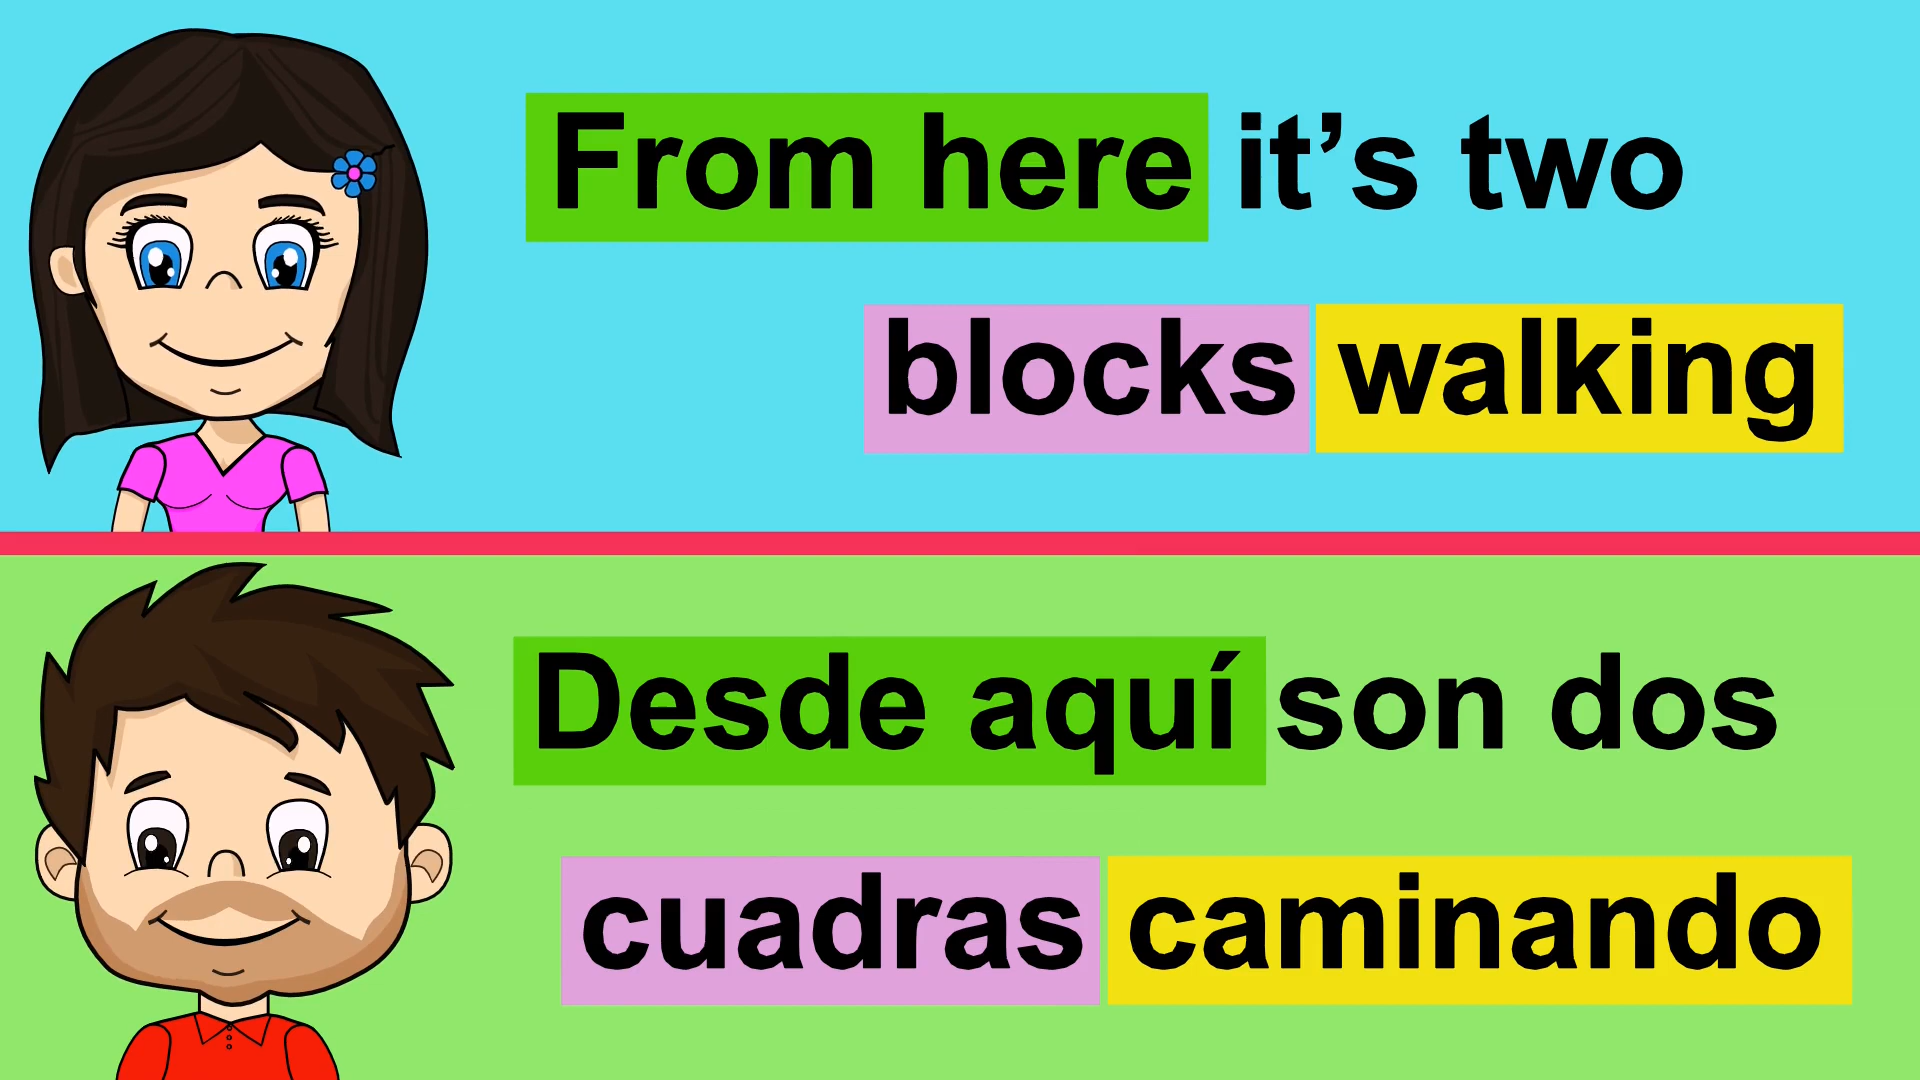 From here it’s two
blocks walking
Desde aquí son dos
cuadras caminando